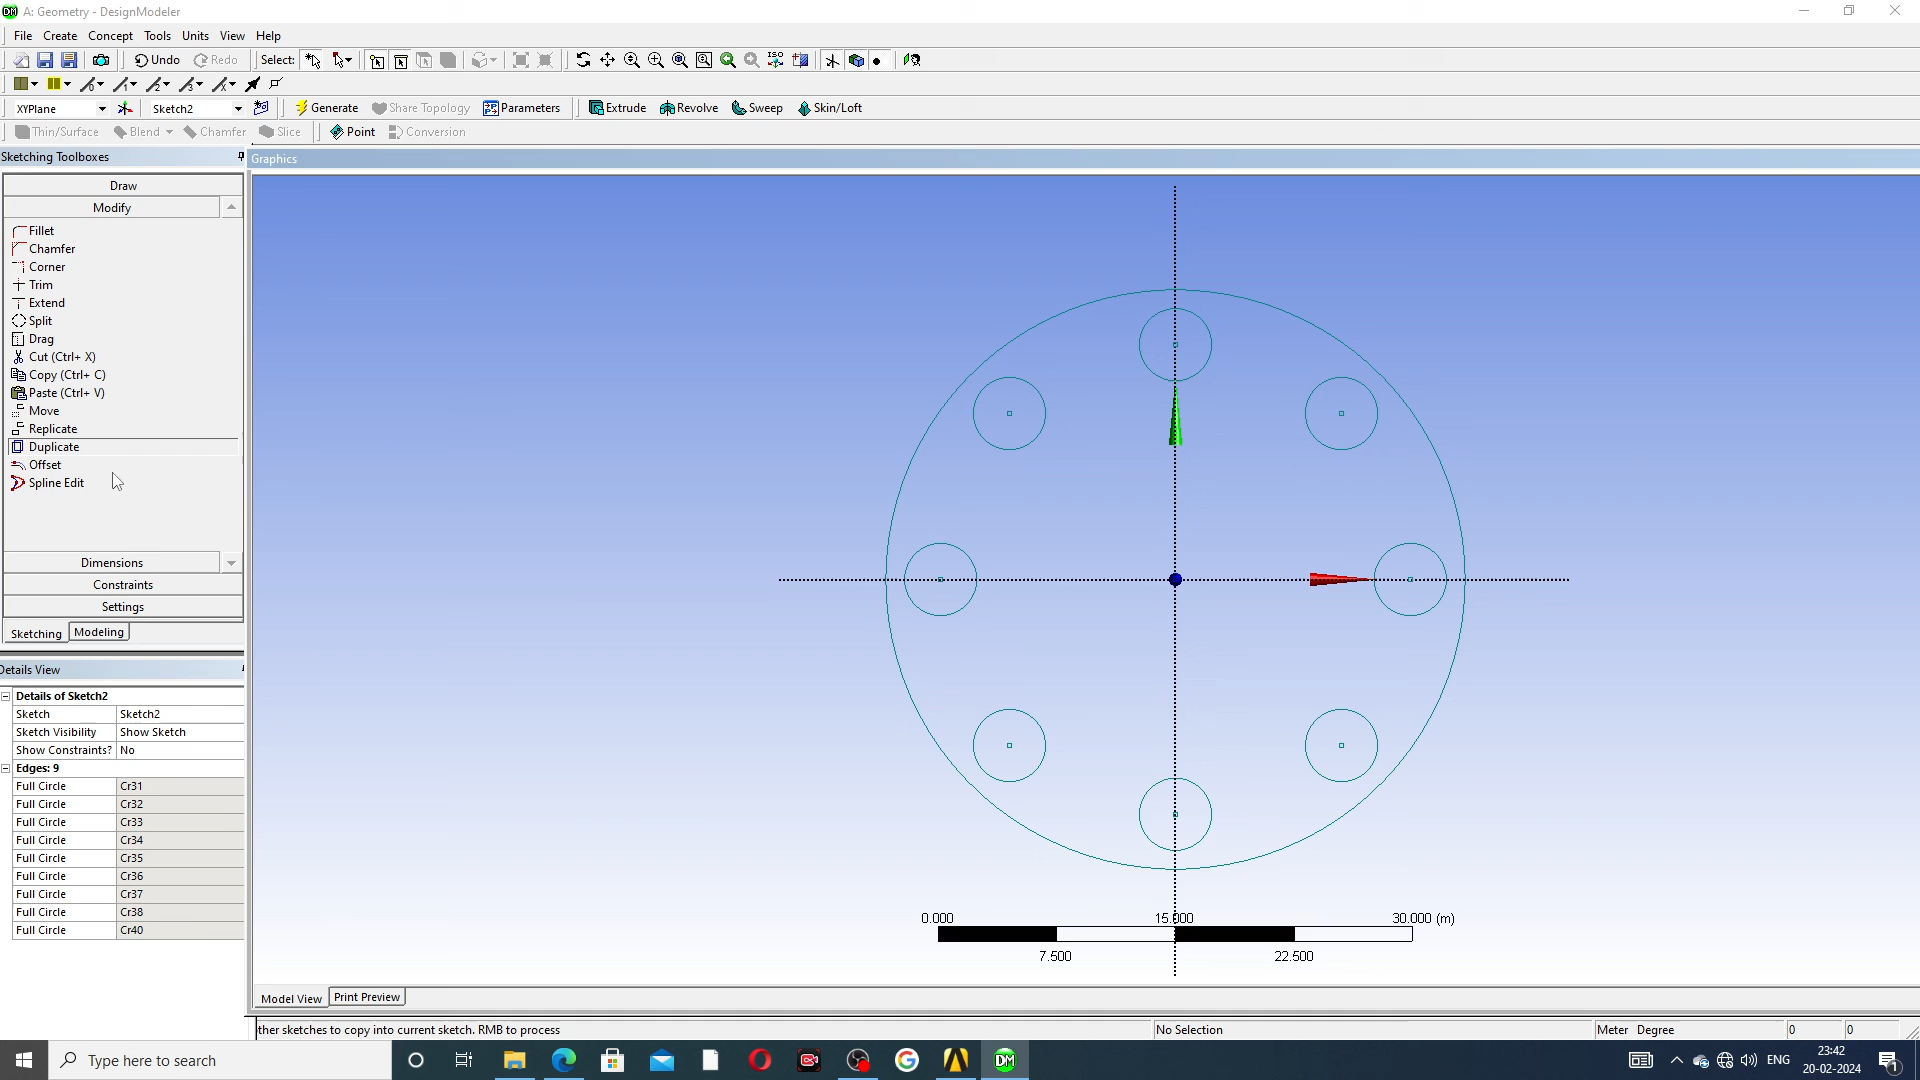 DM A: Geometry - DesignModeler
File Create Concept Tools Units View Help
Undo Redo Select: ISO
XYPlane Sketch2 Generate Share Topology Parameters Extrude Revolve Sweep Skin/Loft
Thin/Surface Blend Chamfer Slice Point Conversion
Sketching Toolboxes
Graphics
Draw
Modify
Fillet
Chamfer
Corner
Trim
Extend
Split
Drag
Cut (Ctrl+ X)
Copy (Ctrl+ C)
Paste (Ctrl+ V)
Move
Replicate
Duplicate
Offset
Spline Edit
Dimensions
Constraints
Settings
Sketching Modeling
Details View
Details of Sketch2
Sketch Sketch2
Sketch Visibility Show Sketch
Show Constraints? No
Edges: 9
Full Circle Cr31
Full Circle Cr32
Full Circle Cr33
Full Circle Cr34
Full Circle Cr35
Full Circle Cr36
Full Circle Cr37
Full Circle Cr38
Full Circle Cr40
0.000 15.000 30.000 (m)
7.500 22.500
Model View Print Preview
ther sketches to copy into current sketch. RMB to process
No Selection
Meter Degree 0 0
Type here to search
DM
ENG
23:42
20-02-2024
1